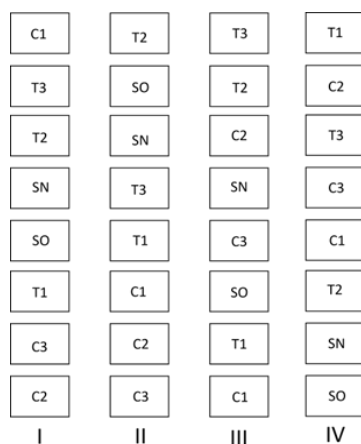 C1 T2 T3 T1
T3 SO T2 C2
T2 SN C2 T3
SN T3 SN C3
SO T1 C3 C1
T1 C1 SO T2
C3 C2 T1 SN
C2 C3 C1 SO
I II III IV